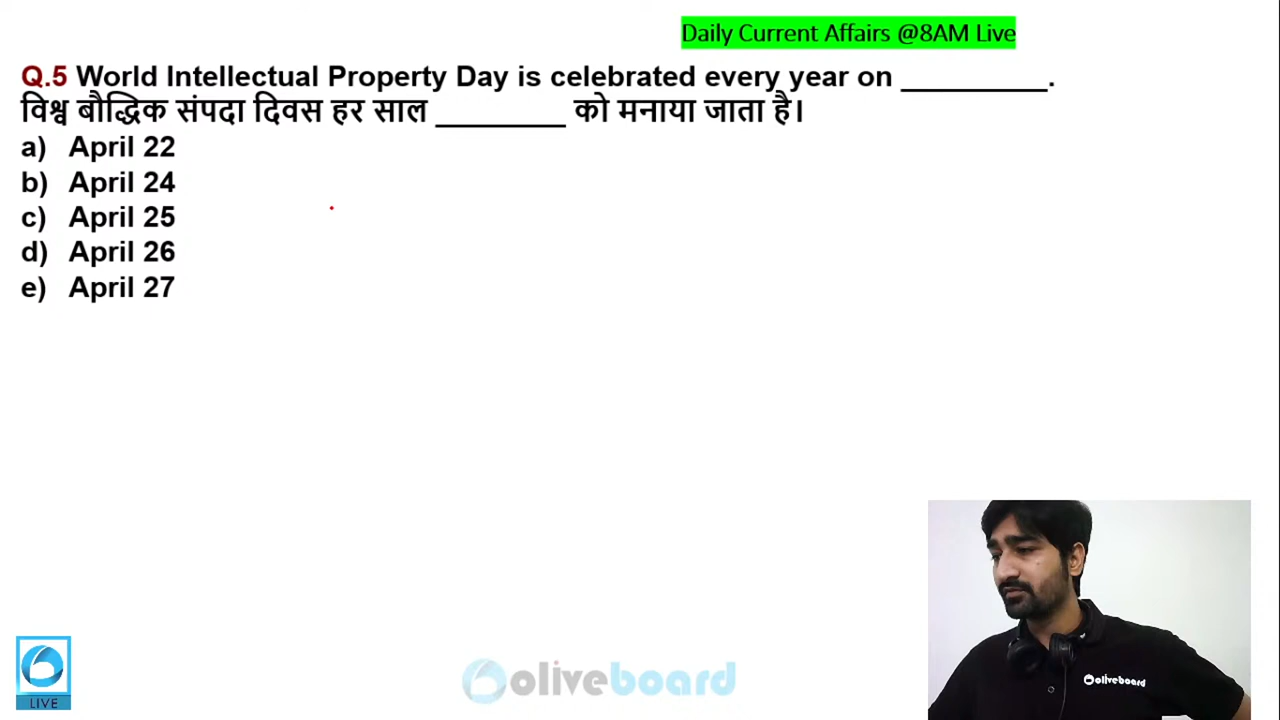 Daily Current Affairs @8AM Live
Q.5 World Intellectual Property Day is celebrated every year on _________.
विश्व बौद्धिक संपदा दिवस हर साल ________ को मनाया जाता है।
a) April 22
b) April 24
c) April 25
d) April 26
e) April 27
oliveboard
LIVE
oliveboard